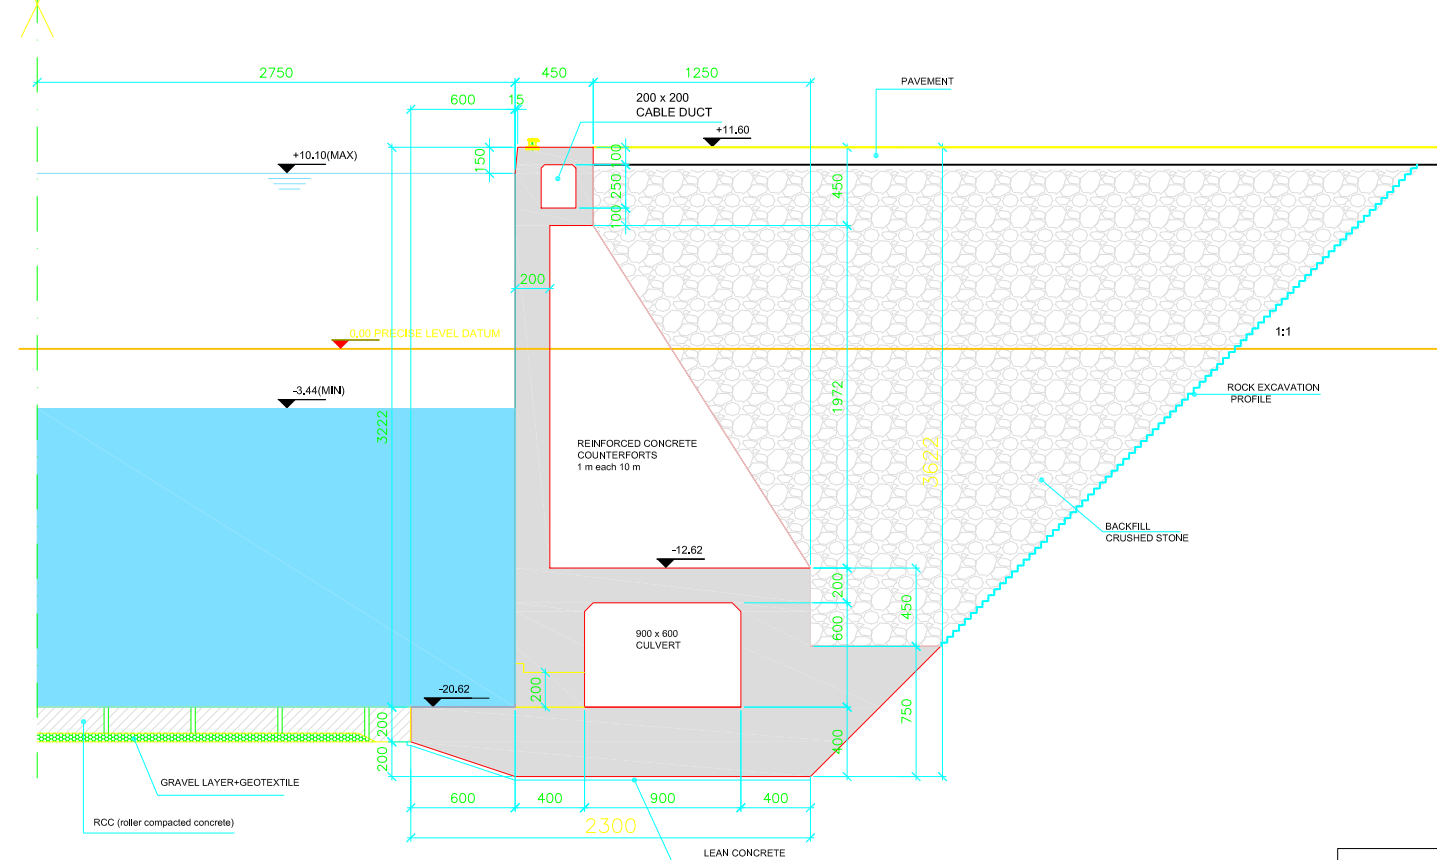 2750
450
1250
PAVEMENT
600
15
200 x 200
CABLE DUCT
+11.60
+10.10(MAX)
150
100
250
100
450
200
0.00 PRECISE LEVEL DATUM
1:1
-3.44(MIN)
ROCK EXCAVATION
PROFILE
1972
3222
3622
REINFORCED CONCRETE
COUNTERFORTS
1 m each 10 m
BACKFILL
CRUSHED STONE
-12.62
200
450
600
900 x 600
CULVERT
-20.62
200
200
750
400
200
GRAVEL LAYER+GEOTEXTILE
600
400
900
400
2300
RCC (roller compacted concrete)
LEAN CONCRETE